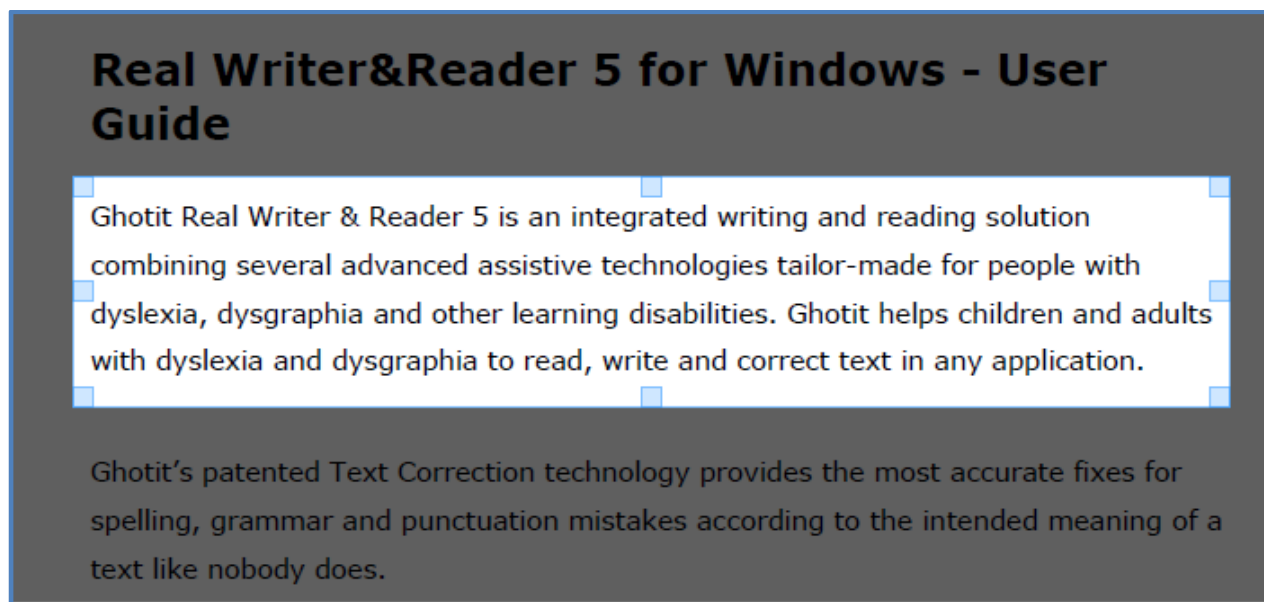 Real Writer&Reader 5 for Windows - User
Guide
Ghotit Real Writer & Reader 5 is an integrated writing and reading solution
combining several advanced assistive technologies tailor-made for people with
dyslexia, dysgraphia and other learning disabilities. Ghotit helps children and adults
with dyslexia and dysgraphia to read, write and correct text in any application.
Ghotit’s patented Text Correction technology provides the most accurate fixes for
spelling, grammar and punctuation mistakes according to the intended meaning of a
text like nobody does.